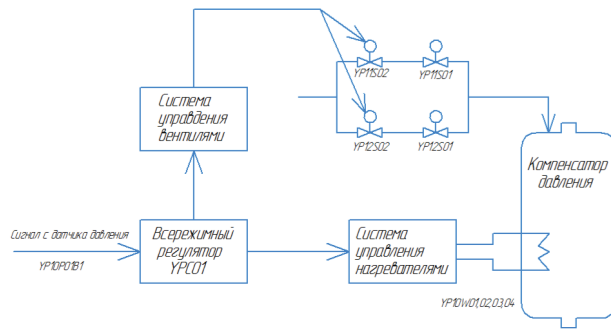 YP11S02
YP11S01
Система
управления
вентилями
YP12S02
YP12S01
Компенсатор
давления
Сигнал с датчика давления
YP10P01B1
Всережимный
регулятор
YPC01
Система
управления
нагревателями
YP10W01,02,03,04